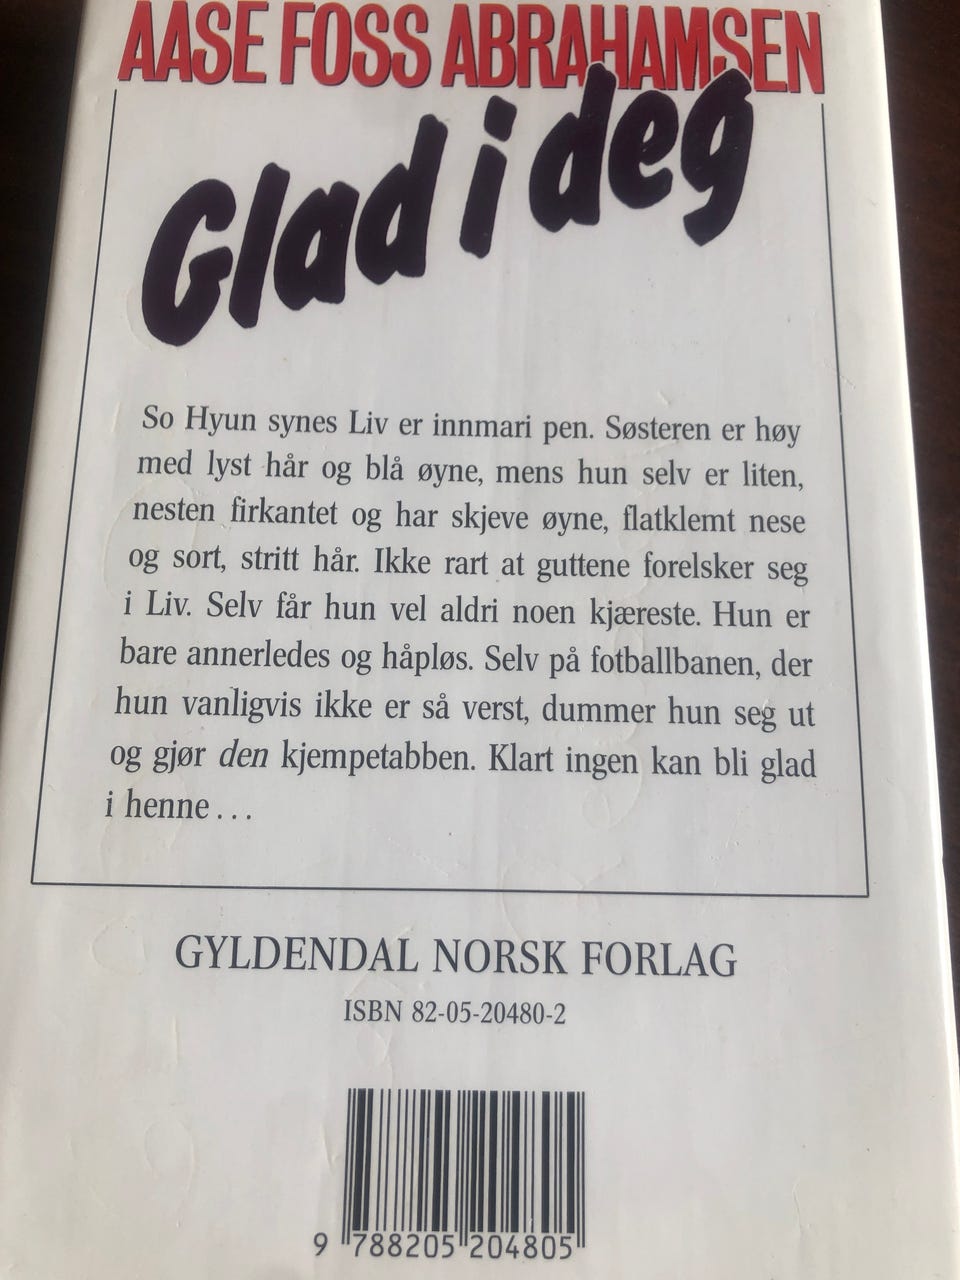 AASE FOSS ABRAHAMSEN
Glad i deg
So Hyun synes Liv er innmari pen. Søsteren er høy
med lyst hår og blå øyne, mens hun selv er liten,
nesten firkantet og har skjeve øyne, flatklemt nese
og sort, stritt hår. Ikke rart at guttene forelsker seg
i Liv. Selv får hun vel aldri noen kjæreste. Hun er
bare annerledes og håpløs. Selv på fotballbanen, der
hun vanligvis ikke er så verst, dummer hun seg ut
og gjør den kjempetabben. Klart ingen kan bli glad
i henne...
GYLDENDAL NORSK FORLAG
ISBN 82-05-20480-2
9 788205 204805